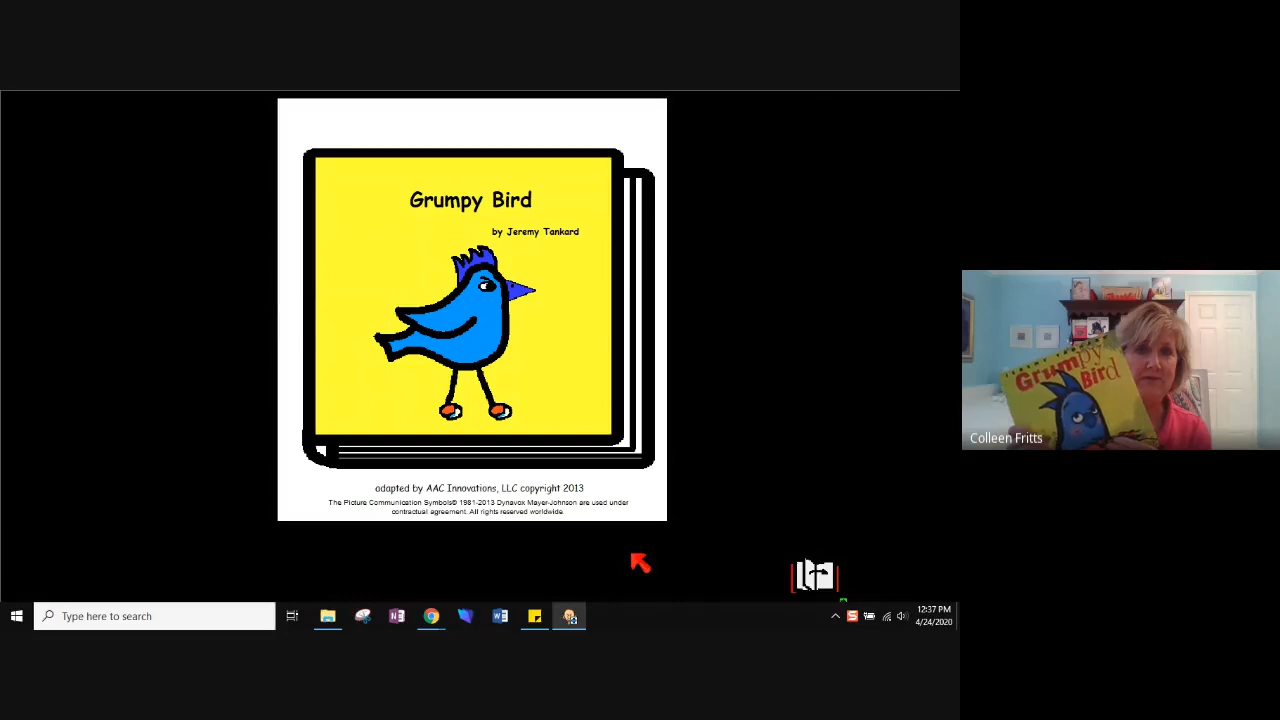 Grumpy Bird
by Jeremy Tankard
adapted by AAC Innovations, LLC copyright 2013
The Picture Communication Symbols© 1981-2013 Dynavox Mayer-Johnson are used under
contractual agreement. All rights reserved worldwide.
Grumpy
Bird
Colleen Fritts
Type here to search
12:37 PM
4/24/2020